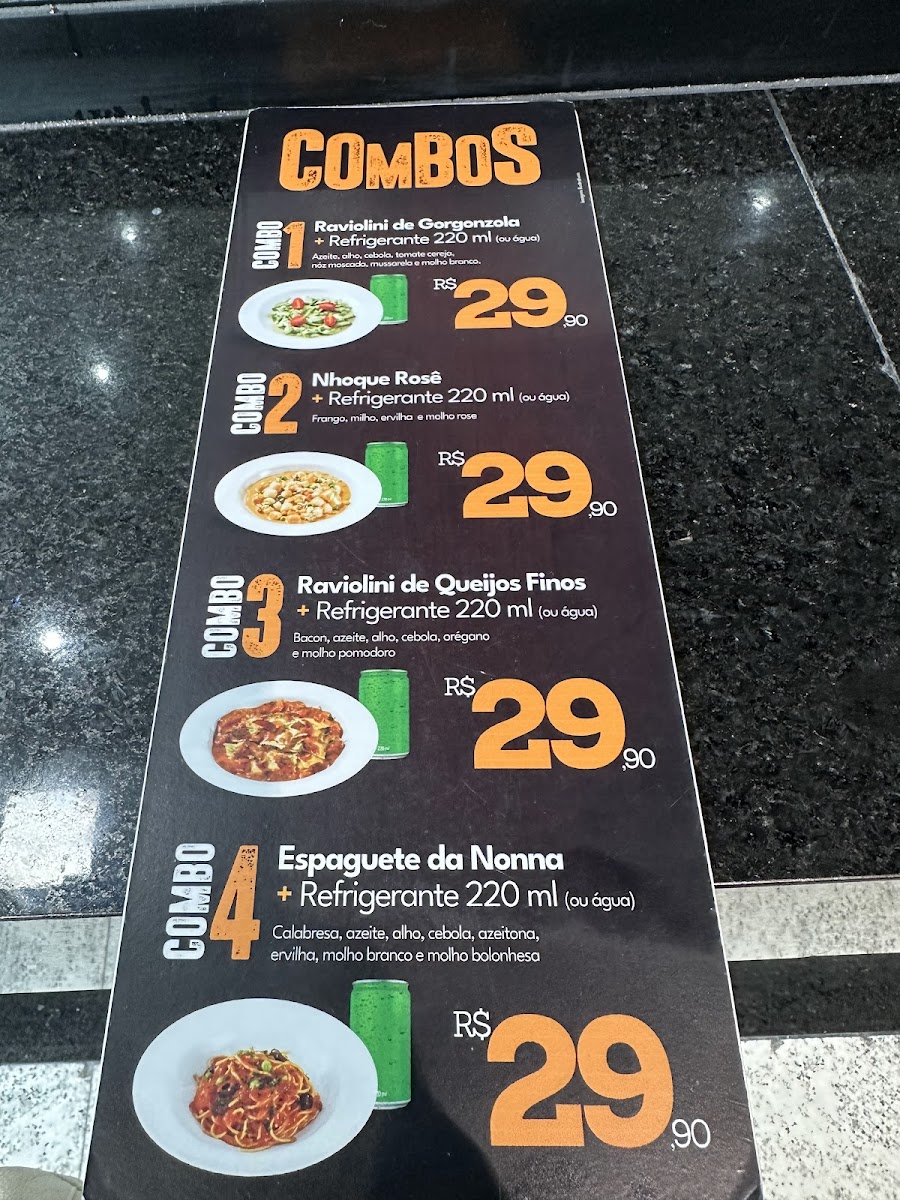 COMBOS
COMBO 1
Raviolini de Gorgonzola
+ Refrigerante 220 ml (ou água)
Azeite, alho, cebola, tomate cereja,
nóz moscada, mussarela e molho branco.
R$ 29,90
COMBO 2
Nhoque Rosê
+ Refrigerante 220 ml (ou água)
Frango, milho, ervilha e molho rose
R$ 29,90
COMBO 3
Raviolini de Queijos Finos
+ Refrigerante 220 ml (ou água)
Bacon, azeite, alho, cebola, orégano
e molho pomodoro
R$ 29,90
COMBO 4
Espaguete da Nonna
+ Refrigerante 220 ml (ou água)
Calabresa, azeite, alho, cebola, azeitona,
ervilha, molho branco e molho bolonhesa
R$ 29,90